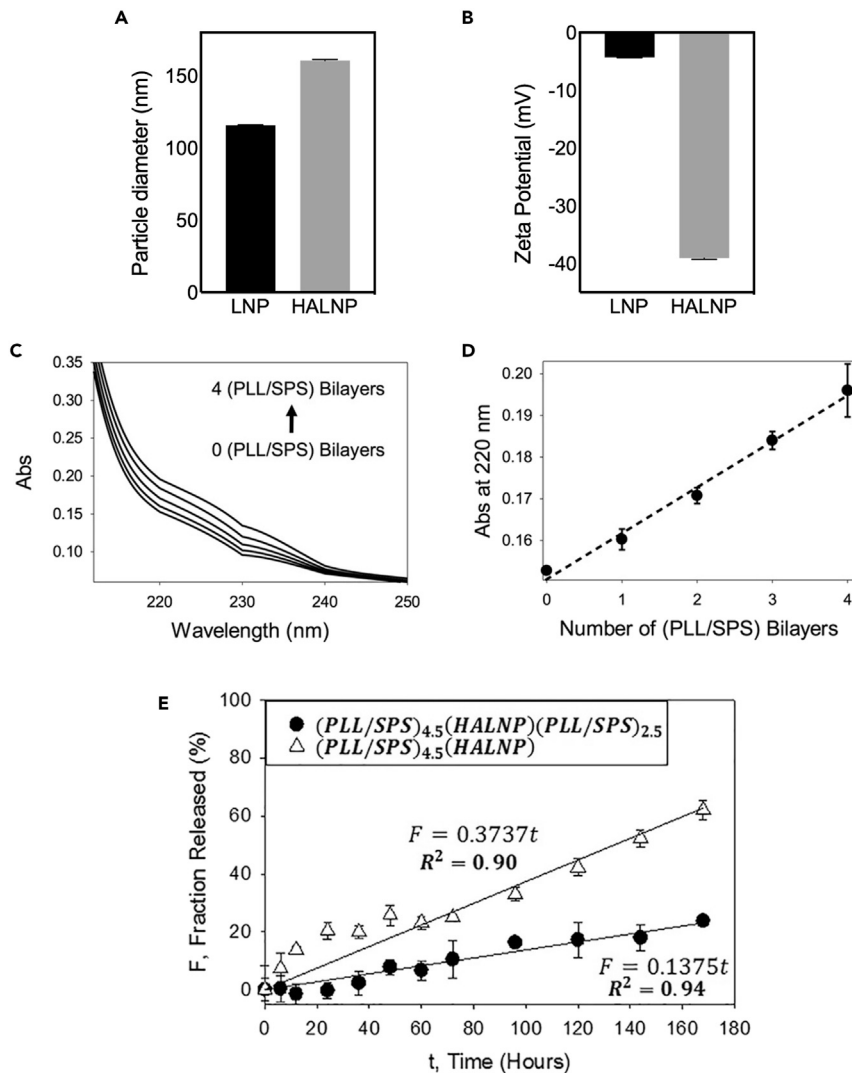 A
Particle diameter (nm)
150
100
50
0
LNP HALNP
B
Zeta Potential (mV)
0
-10
-20
-30
-40
LNP HALNP
C
Abs
0.35
0.30
0.25
0.20
0.15
0.10
4 (PLL/SPS) Bilayers
0 (PLL/SPS) Bilayers
220 230 240 250
Wavelength (nm)
D
Abs at 220 nm
0.20
0.19
0.18
0.17
0.16
0 1 2 3 4
Number of (PLL/SPS) Bilayers
E
F, Fraction Released (%)
100
80
60
40
20
0
(PLL/SPS)4.5(HALNP)(PLL/SPS)2.5
(PLL/SPS)4.5(HALNP)
F = 0.3737t
R² = 0.90
F = 0.1375t
R² = 0.94
0 20 40 60 80 100 120 140 160 180
t, Time (Hours)